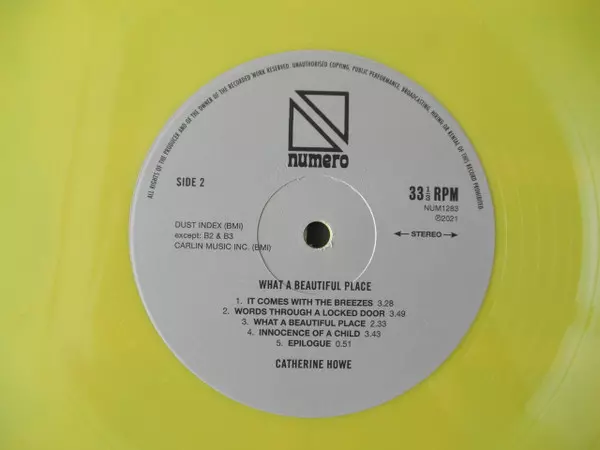 ALL RIGHTS OF THE PRODUCER AND OF THE OWNER OF THE RECORDED WORK RESERVED. UNAUTHORISED COPYING, PUBLIC PERFORMANCE, BROADCASTING, HIRING OR RENTAL OF THIS RECORD PROHIBITED.
numero
SIDE 2
33 1/3 RPM
NUM1283
℗2021
DUST INDEX (BMI)
except: B2 & B3
CARLIN MUSIC INC. (BMI)
STEREO
WHAT A BEAUTIFUL PLACE
1. IT COMES WITH THE BREEZES 3.28
2. WORDS THROUGH A LOCKED DOOR 3.49
3. WHAT A BEAUTIFUL PLACE 2.33
4. INNOCENCE OF A CHILD 3.43
5. EPILOGUE 0.51
CATHERINE HOWE